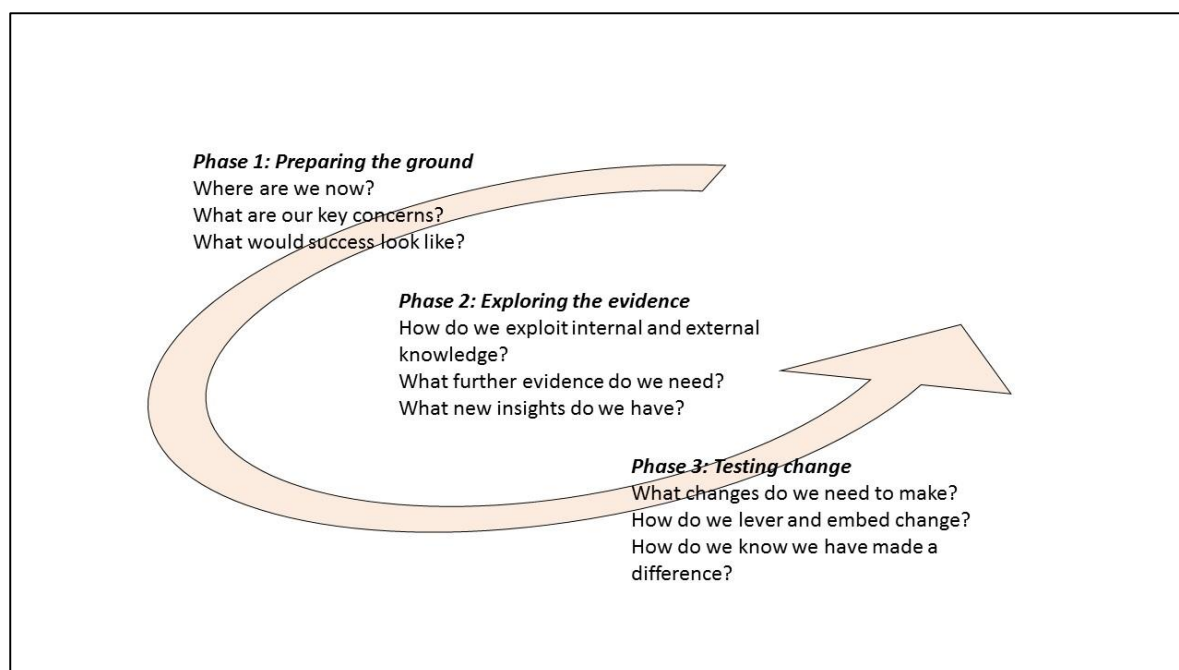 Phase 1: Preparing the ground
Where are we now?
What are our key concerns?
What would success look like?
Phase 2: Exploring the evidence
How do we exploit internal and external
knowledge?
What further evidence do we need?
What new insights do we have?
Phase 3: Testing change
What changes do we need to make?
How do we lever and embed change?
How do we know we have made a
difference?